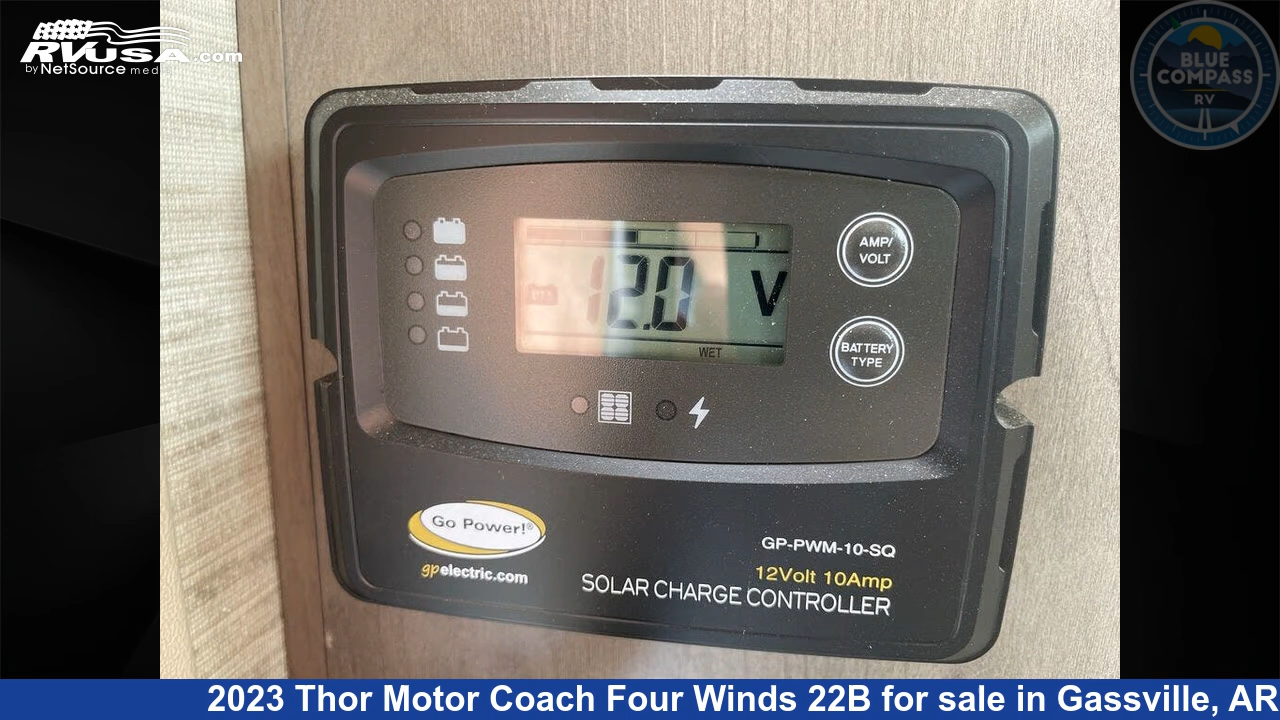 RVUSA.com
by NetSource media
BLUE
COMPASS
RV
12.0 V
WET
AMP/
VOLT
BATTERY
TYPE
Go Power!®
gpelectric.com
GP-PWM-10-SQ
12Volt 10Amp
SOLAR CHARGE CONTROLLER
2023 Thor Motor Coach Four Winds 22B for sale in Gassville, AR